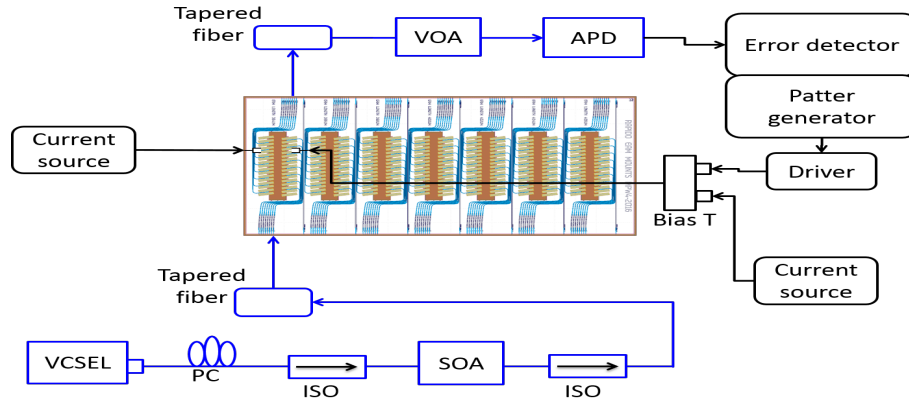 Tapered
fiber
VOA
APD
Error detector
Patter
generator
Current
source
Driver
Bias T
Current
source
Tapered
fiber
VCSEL
PC
ISO
SOA
ISO